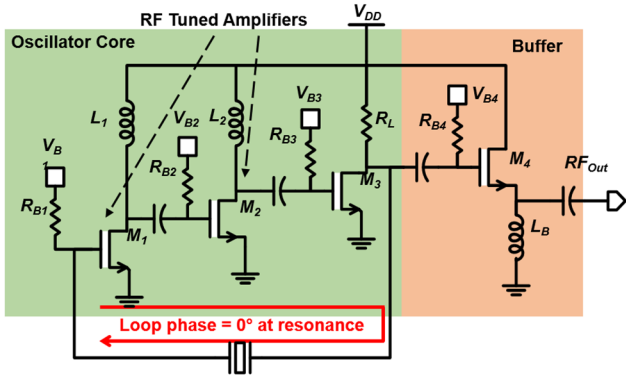 RF Tuned Amplifiers
VDD
Oscillator Core
Buffer
L1
VB2
L2
VB3
VB4
RB3
RL
RB4
VB
1
RB2
M3
M4
RFOut
RB1
M2
M1
LB
Loop phase = 0° at resonance